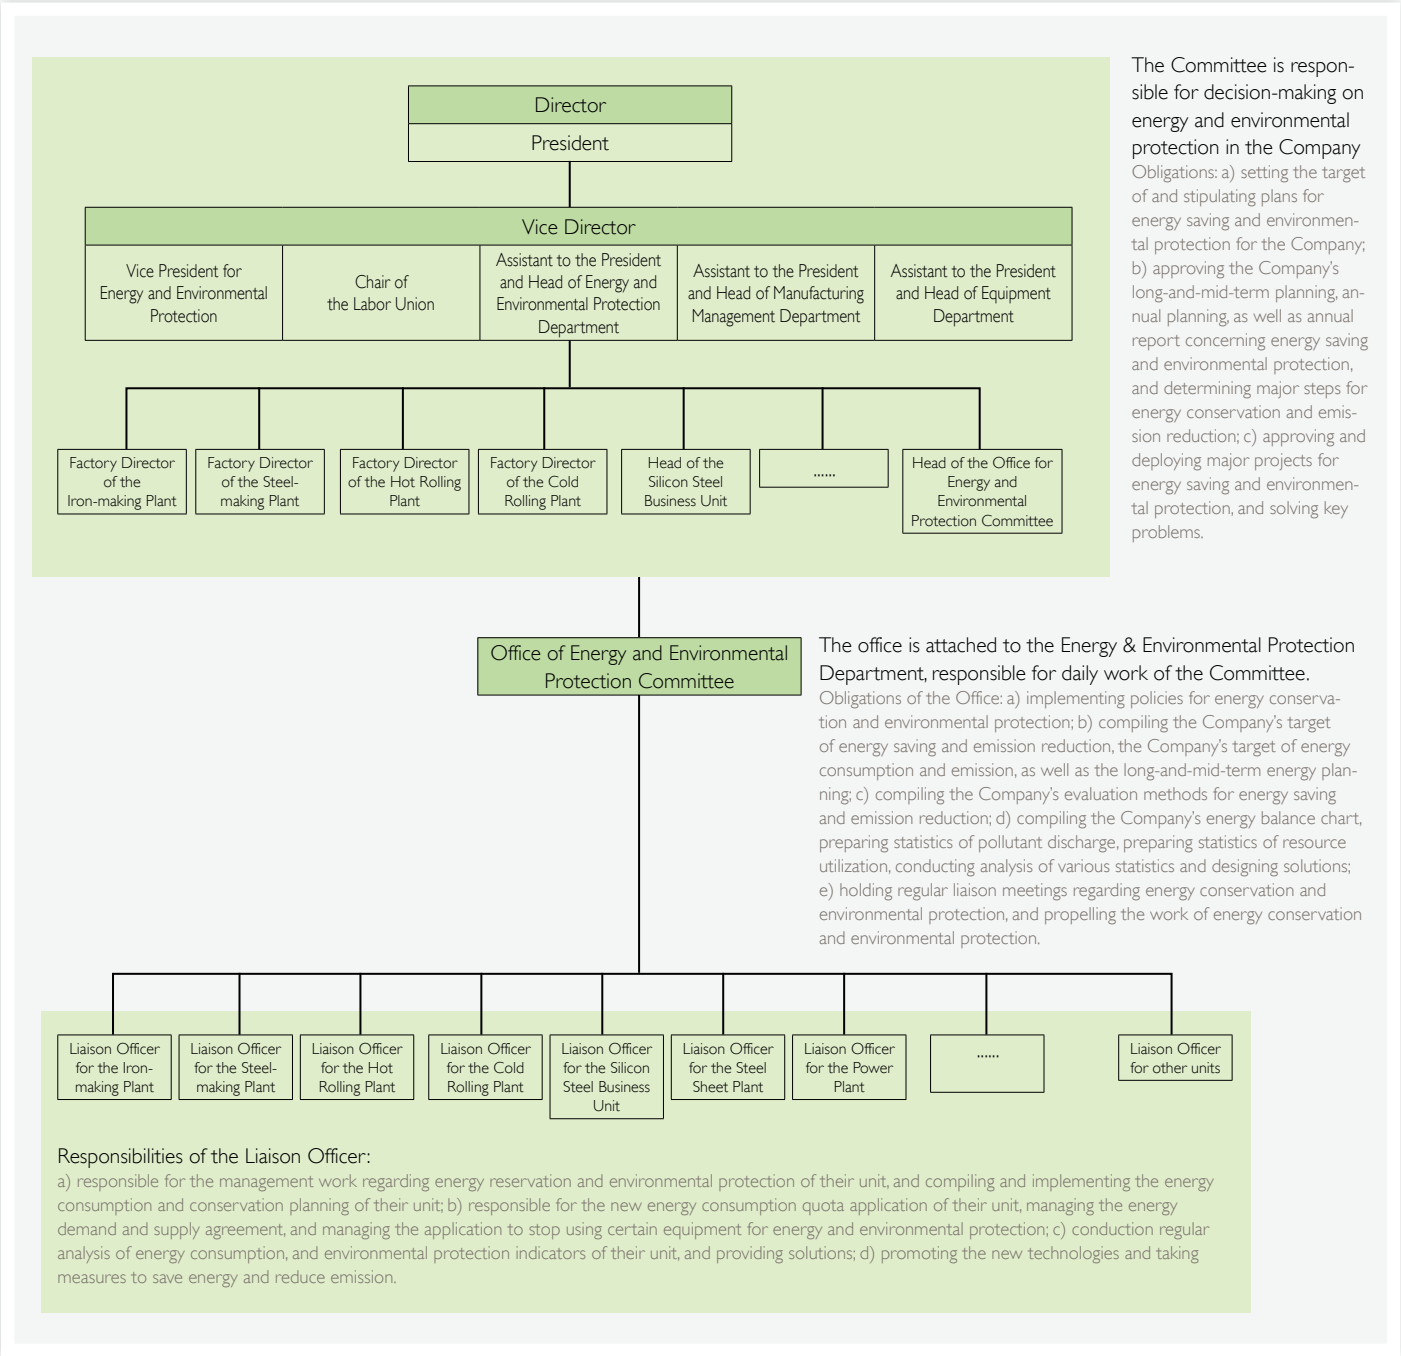 Director
President
Vice Director
Vice President for
Energy and Environmental
Protection
Chair of
the Labor Union
Assistant to the President
and Head of Energy and
Environmental Protection
Department
Assistant to the President
and Head of Manufacturing
Management Department
Assistant to the President
and Head of Equipment
Department
Factory Director
of the
Iron-making Plant
Factory Director
of the Steel-
making Plant
Factory Director
of the Hot Rolling
Plant
Factory Director
of the Cold
Rolling Plant
Head of the
Silicon Steel
Business Unit
......
Head of the Office for
Energy and
Environmental
Protection Committee
The Committee is respon-
sible for decision-making on
energy and environmental
protection in the Company
Obligations: a) setting the target
of and stipulating plans for
energy saving and environmen-
tal protection for the Company;
b) approving the Company's
long-and-mid-term planning, an-
nual planning, as well as annual
report concerning energy saving
and environmental protection,
and determining major steps for
energy conservation and emis-
sion reduction; c) approving and
deploying major projects for
energy saving and environmen-
tal protection, and solving key
problems.
Office of Energy and Environmental
Protection Committee
The office is attached to the Energy & Environmental Protection
Department, responsible for daily work of the Committee.
Obligations of the Office: a) implementing policies for energy conserva-
tion and environmental protection; b) compiling the Company's target
of energy saving and emission reduction, the Company's target of energy
consumption and emission, as well as the long-and-mid-term energy plan-
ning; c) compiling the Company's evaluation methods for energy saving
and emission reduction; d) compiling the Company's energy balance chart,
preparing statistics of pollutant discharge, preparing statistics of resource
utilization, conducting analysis of various statistics and designing solutions;
e) holding regular liaison meetings regarding energy conservation and
environmental protection, and propelling the work of energy conservation
and environmental protection.
Liaison Officer
for the Iron-
making Plant
Liaison Officer
for the Steel-
making Plant
Liaison Officer
for the Hot
Rolling Plant
Liaison Officer
for the Cold
Rolling Plant
Liaison Officer
for the Silicon
Steel Business
Unit
Liaison Officer
for the Steel
Sheet Plant
Liaison Officer
for the Power
Plant
......
Liaison Officer
for other units
Responsibilities of the Liaison Officer:
a) responsible for the management work regarding energy reservation and environmental protection of their unit, and compiling and implementing the energy
consumption and conservation planning of their unit; b) responsible for the new energy consumption quota application of their unit, managing the energy
demand and supply agreement, and managing the application to stop using certain equipment for energy and environmental protection; c) conduction regular
analysis of energy consumption, and environmental protection indicators of their unit, and providing solutions; d) promoting the new technologies and taking
measures to save energy and reduce emission.